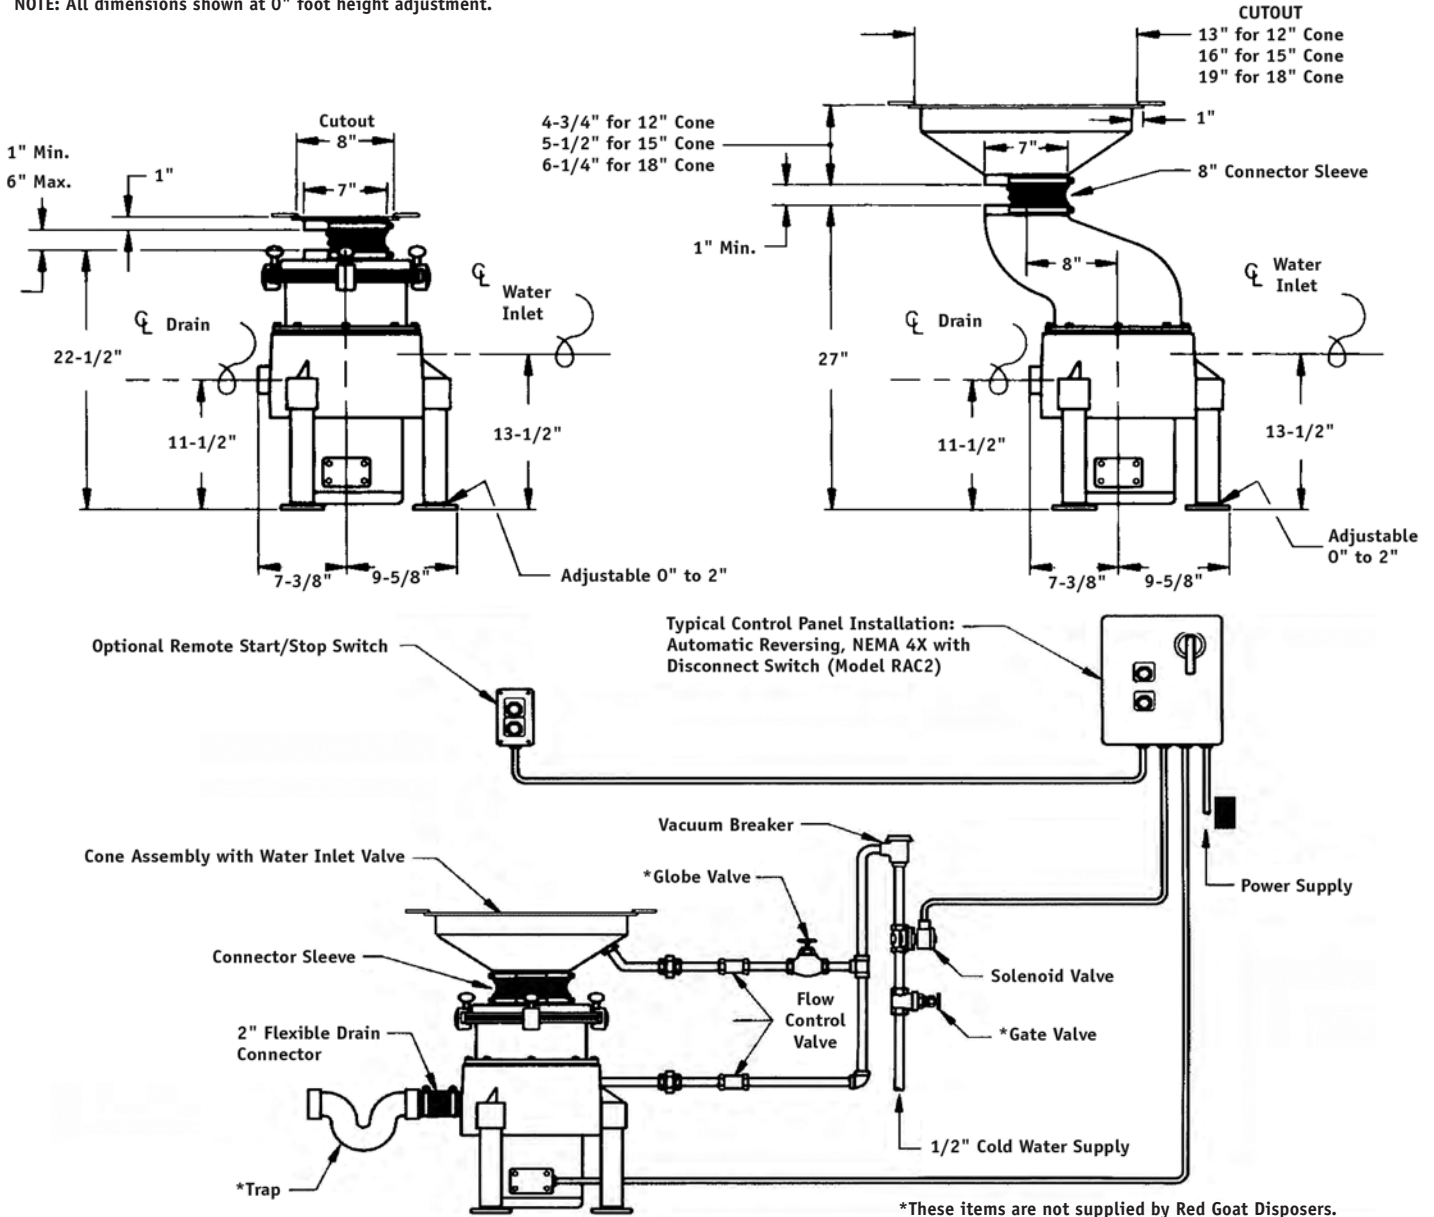 NOTE: All dimensions shown at 0" foot height adjustment.
Cutout
8"
1" Min.
6" Max.
1"
7"
℄
Water
Inlet
℄ Drain
22-1/2"
11-1/2"
13-1/2"
7-3/8"
9-5/8"
Adjustable 0" to 2"
CUTOUT
13" for 12" Cone
16" for 15" Cone
19" for 18" Cone
4-3/4" for 12" Cone
5-1/2" for 15" Cone
6-1/4" for 18" Cone
1"
7"
8" Connector Sleeve
1" Min.
8"
℄
Water
Inlet
℄ Drain
27"
11-1/2"
13-1/2"
Adjustable
0" to 2"
7-3/8"
9-5/8"
Optional Remote Start/Stop Switch
Typical Control Panel Installation:
Automatic Reversing, NEMA 4X with
Disconnect Switch (Model RAC2)
Vacuum Breaker
Cone Assembly with Water Inlet Valve
*Globe Valve
Power Supply
Connector Sleeve
Solenoid Valve
Flow
Control
Valve
2" Flexible Drain
Connector
*Gate Valve
1/2" Cold Water Supply
*Trap
*These items are not supplied by Red Goat Disposers.